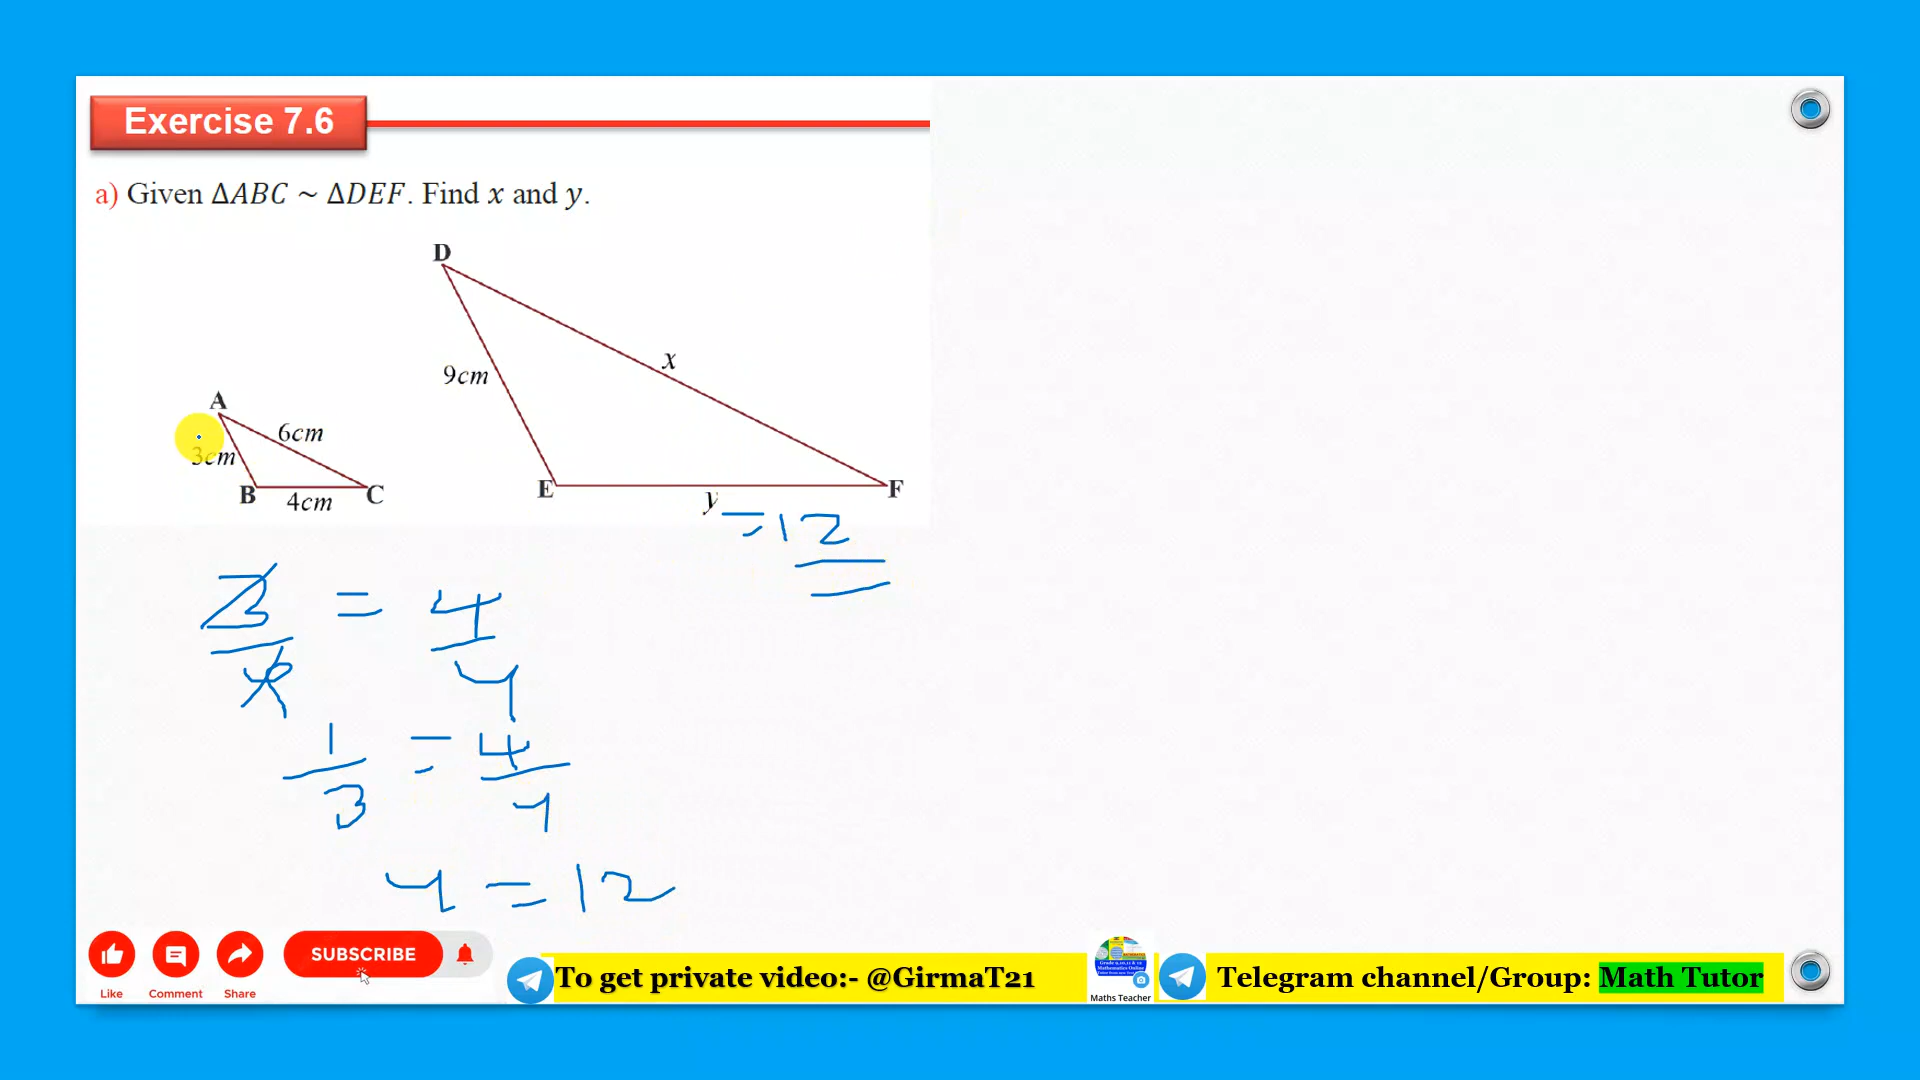 Exercise 7.6
a) Given ΔABC ~ ΔDEF. Find x and y.
D
x
9cm
A
6cm
3cm
B
4cm
C
E
y
F
=12
3/9 = 4/y
1/3 = 4/y
y = 12
SUBSCRIBE
Like
Comment
Share
To get private video:- @GirmaT21
Maths Teacher
Telegram channel/Group: Math Tutor